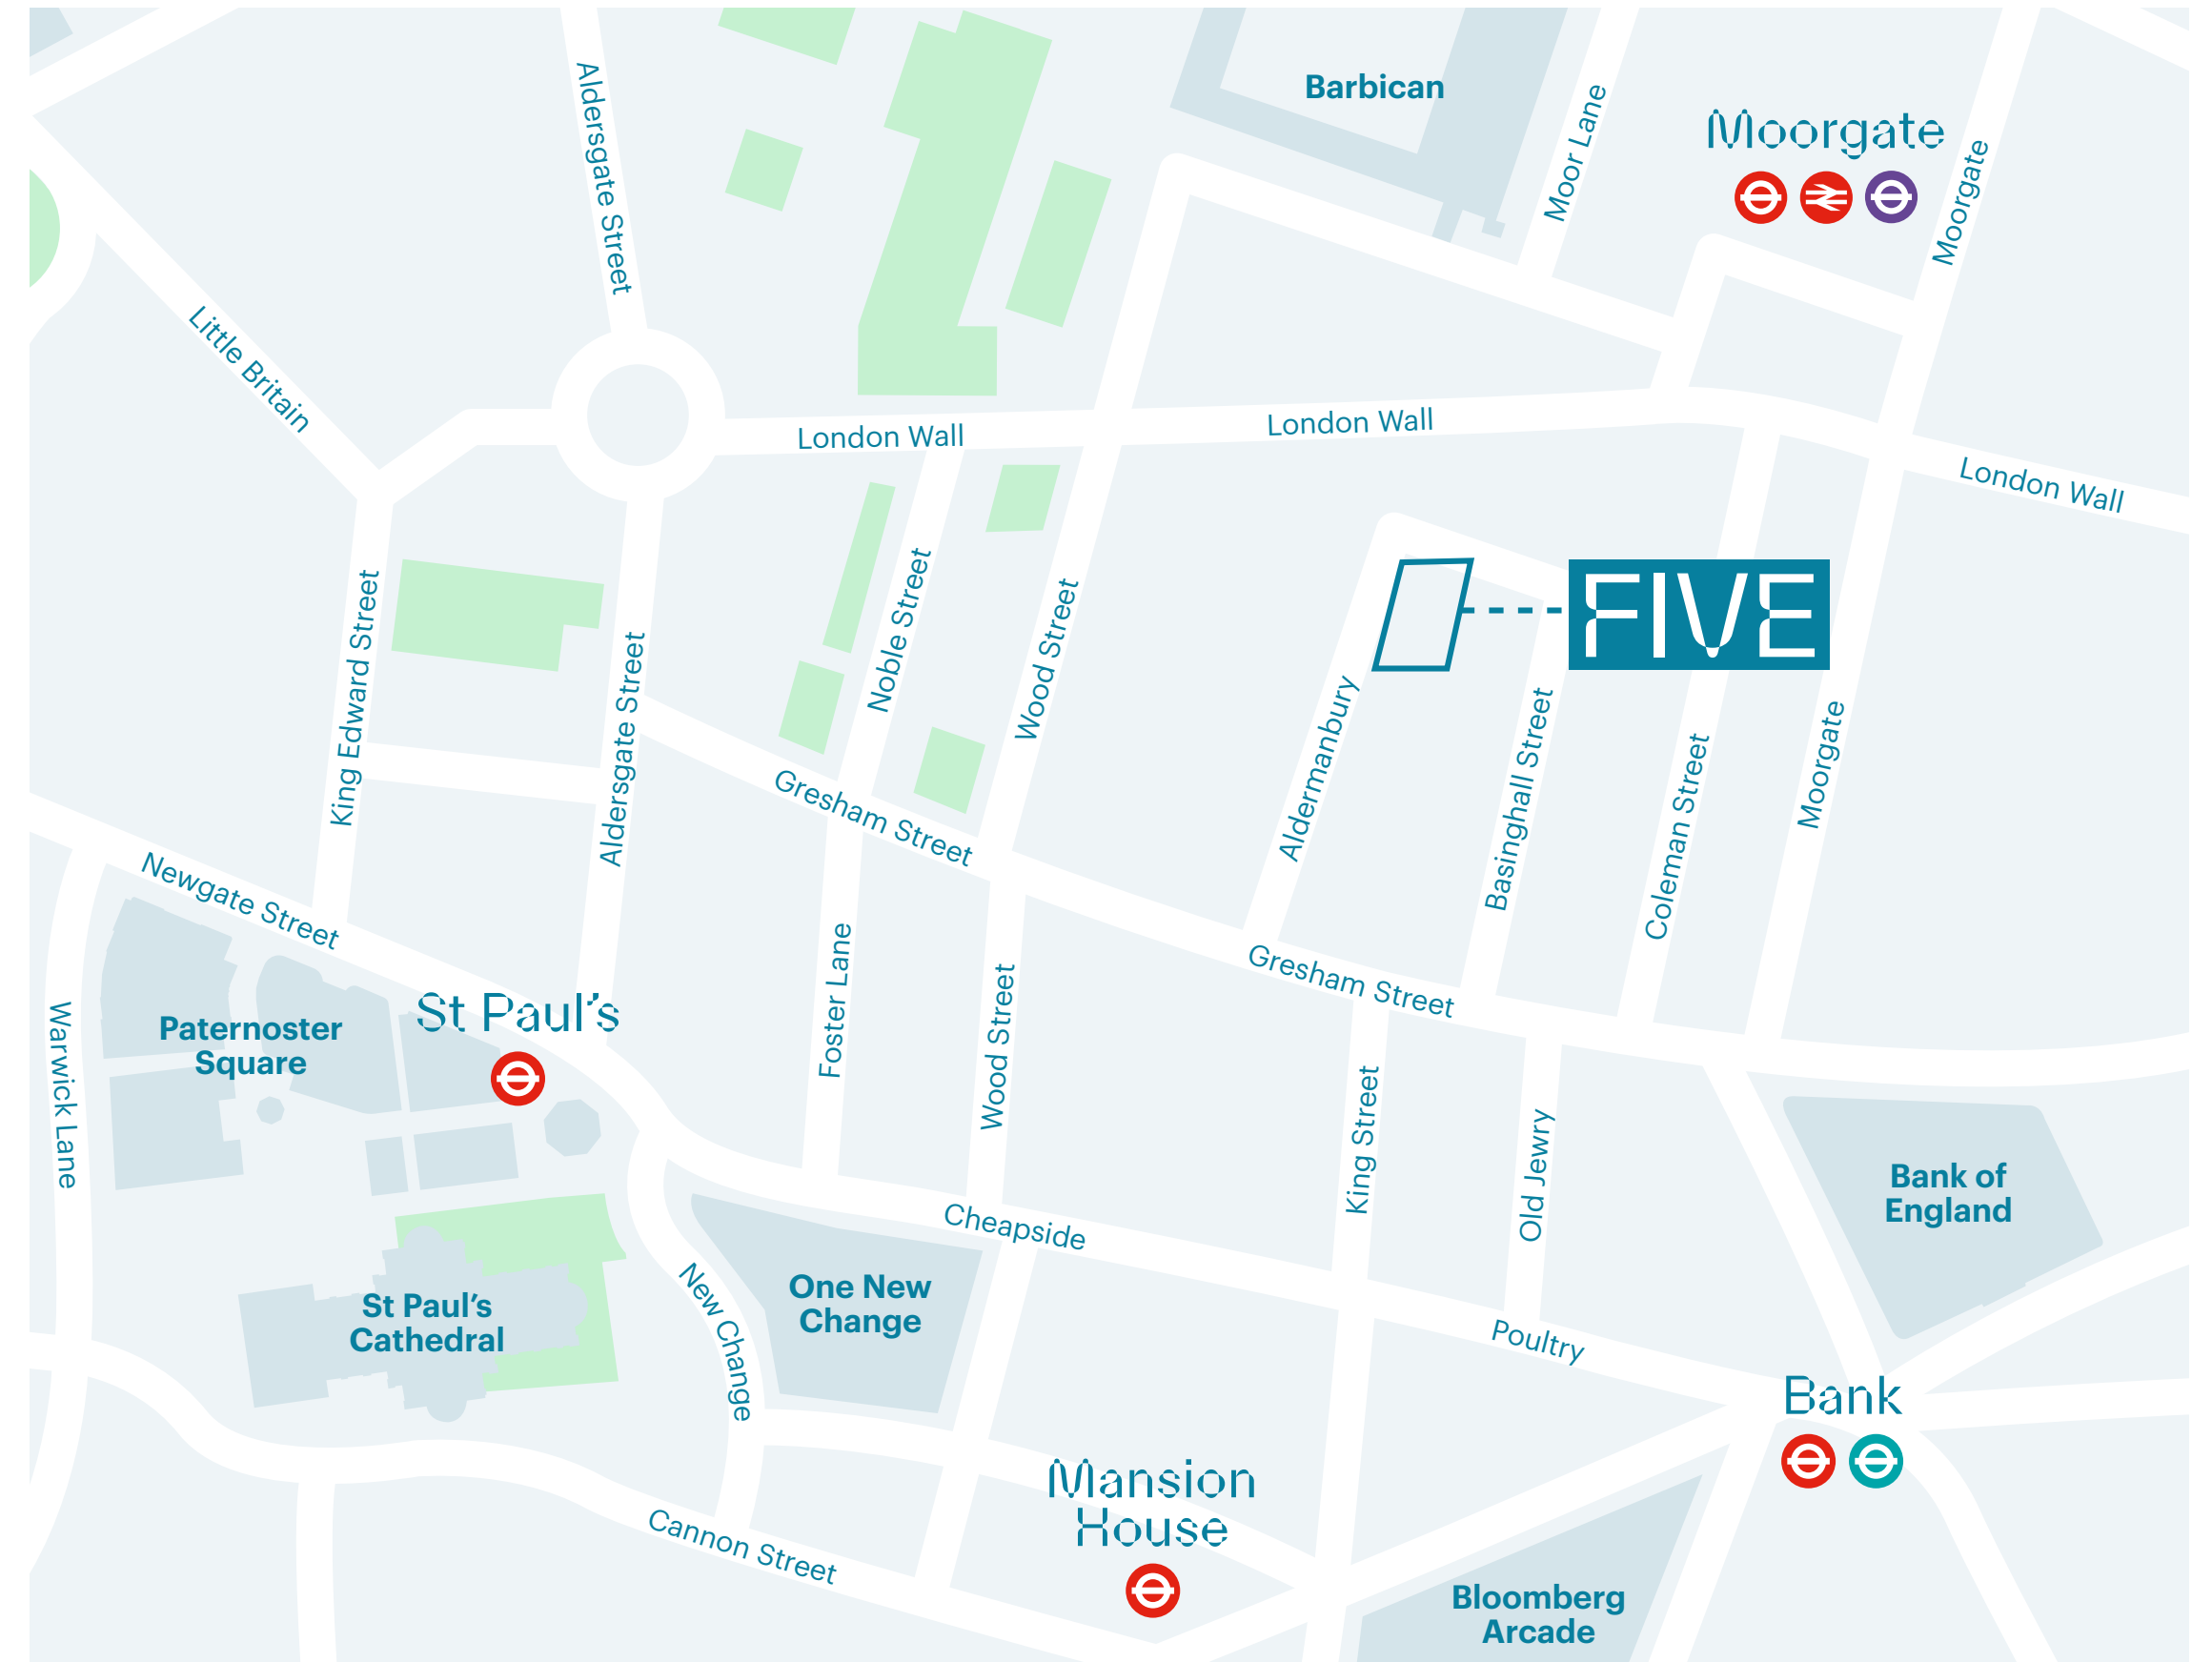 Barbican
Moorgate
Aldersgate Street
Moor Lane
Moorgate
Little Britain
London Wall
London Wall
London Wall
FIVE
King Edward Street
Aldersgate Street
Noble Street
Wood Street
Aldermanbury
Basinghall Street
Coleman Street
Moorgate
Gresham Street
Newgate Street
Gresham Street
St Paul's
Foster Lane
Wood Street
Warwick Lane
Paternoster
Square
King Street
Old Jewry
Bank of
England
Cheapside
New Change
One New
Change
St Paul's
Cathedral
Poultry
Bank
Mansion
House
Cannon Street
Bloomberg
Arcade